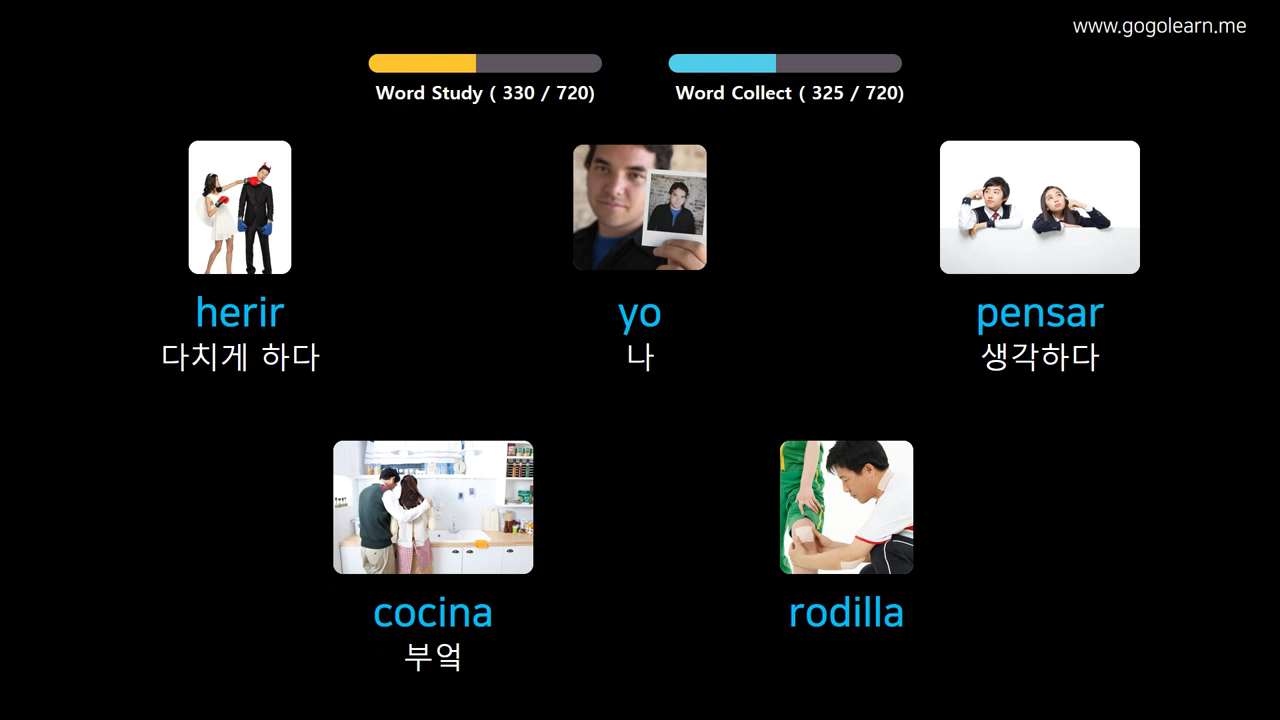 www.gogolearn.me
Word Study ( 330 / 720)
Word Collect ( 325 / 720)
herir
다치게 하다
yo
나
pensar
생각하다
cocina
부엌
rodilla